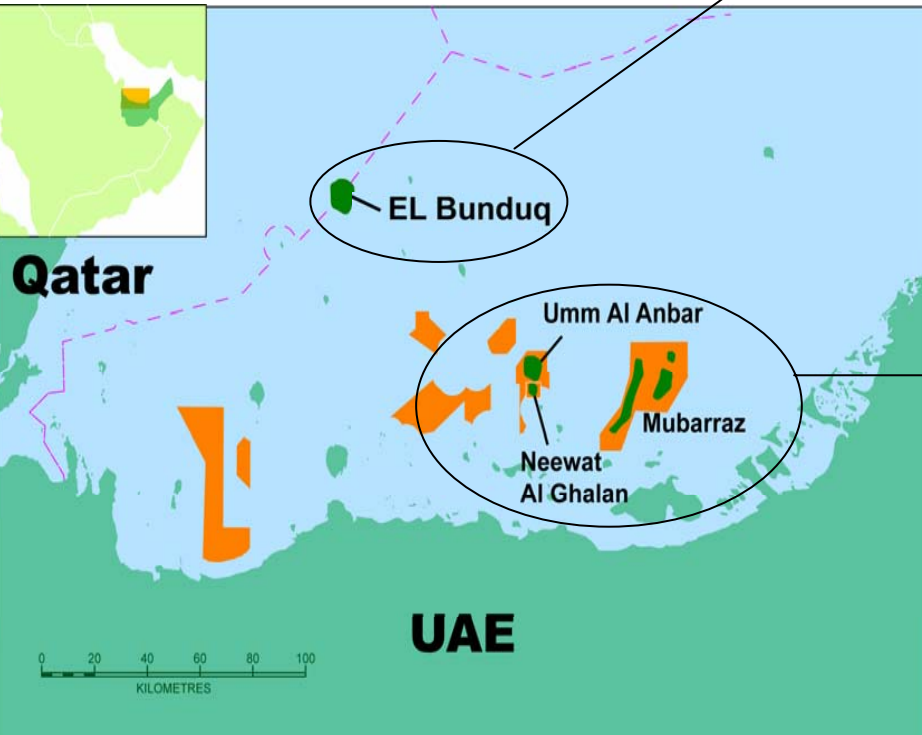 EL Bunduq
Qatar
Umm Al Anbar
Mubarraz
Neewat
Al Ghalan
UAE
0 20 40 60 80 100
KILOMETRES